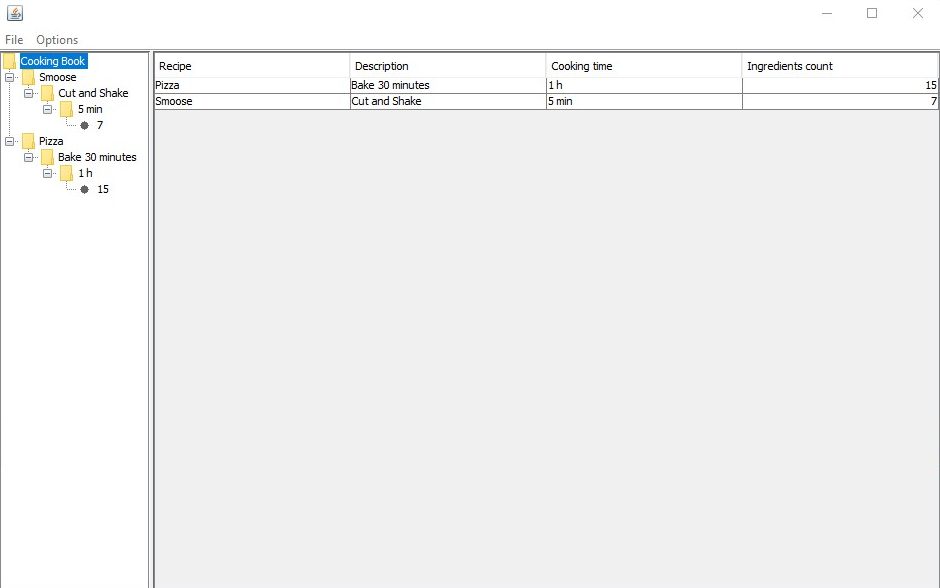 File Options
Cooking Book
Smoose
Cut and Shake
5 min
7
Pizza
Bake 30 minutes
1 h
15
Recipe Description Cooking time Ingredients count
Pizza Bake 30 minutes 1 h 15
Smoose Cut and Shake 5 min 7